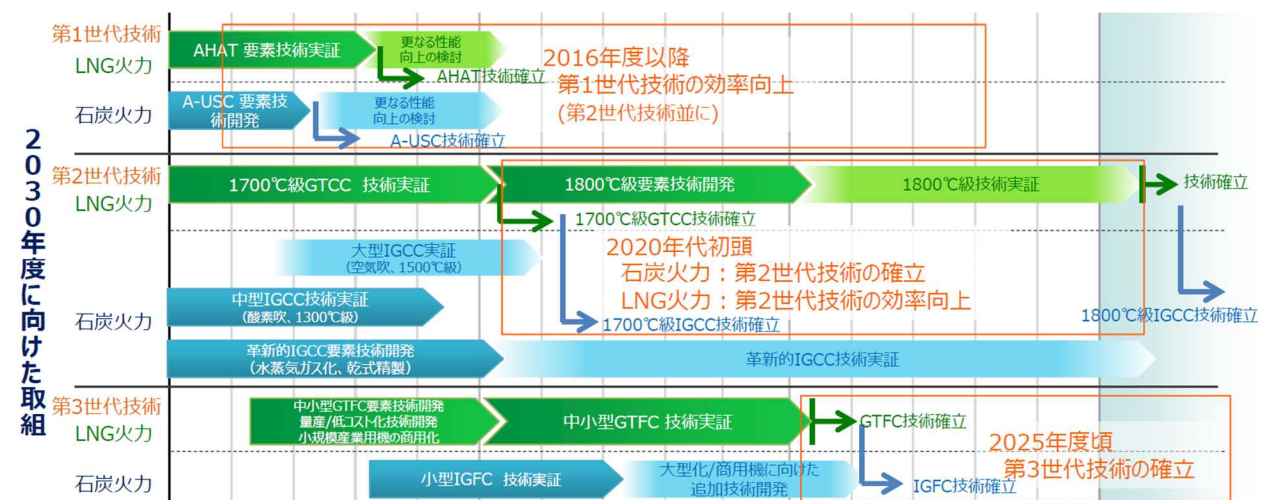 2030年度に向けた取組
第1世代技術
LNG火力
AHAT 要素技術実証
更なる性能
向上の検討
AHAT技術確立
2016年度以降
第1世代技術の効率向上
(第2世代技術並に)
石炭火力
A-USC 要素技
術開発
更なる性能
向上の検討
A-USC技術確立
第2世代技術
LNG火力
1700℃級GTCC 技術実証
1800℃級要素技術開発
1800℃級技術実証
技術確立
1700℃級GTCC技術確立
2020年代初頭
石炭火力：第2世代技術の確立
LNG火力：第2世代技術の効率向上
大型IGCC実証
(空気吹、1500℃級)
石炭火力
中型IGCC技術実証
(酸素吹、1300℃級)
1700℃級IGCC技術確立
1800℃級IGCC技術確立
革新的IGCC要素技術開発
(水蒸気ガス化、乾式精製)
革新的IGCC技術実証
第3世代技術
LNG火力
中小型GTFC要素技術開発
量産/低コスト化技術開発
小規模産業用機の商用化
中小型GTFC 技術実証
GTFC技術確立
2025年度頃
第3世代技術の確立
石炭火力
小型IGFC 技術実証
大型化/商用機に向けた
追加技術開発
IGFC技術確立